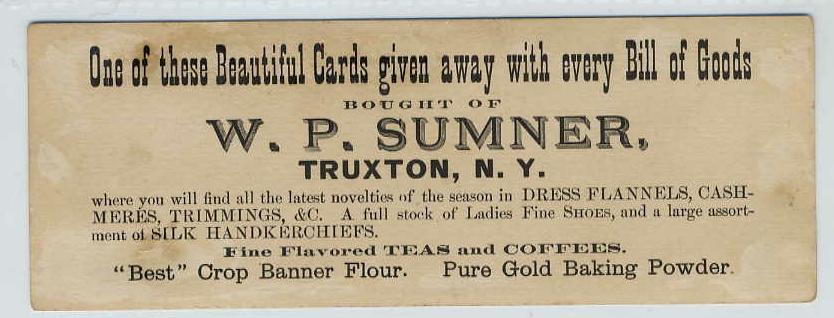 One of these Beautiful Cards given away with every Bill of Goods
BOUGHT OF
W. P. SUMNER,
TRUXTON, N. Y.
where you will find all the latest novelties of the season in DRESS FLANNELS, CASH-
MERES, TRIMMINGS, &C. A full stock of Ladies Fine SHOES, and a large assort-
ment of SILK HANDKERCHIEFS.
Fine Flavored TEAS and COFFEES.
"Best" Crop Banner Flour. Pure Gold Baking Powder.